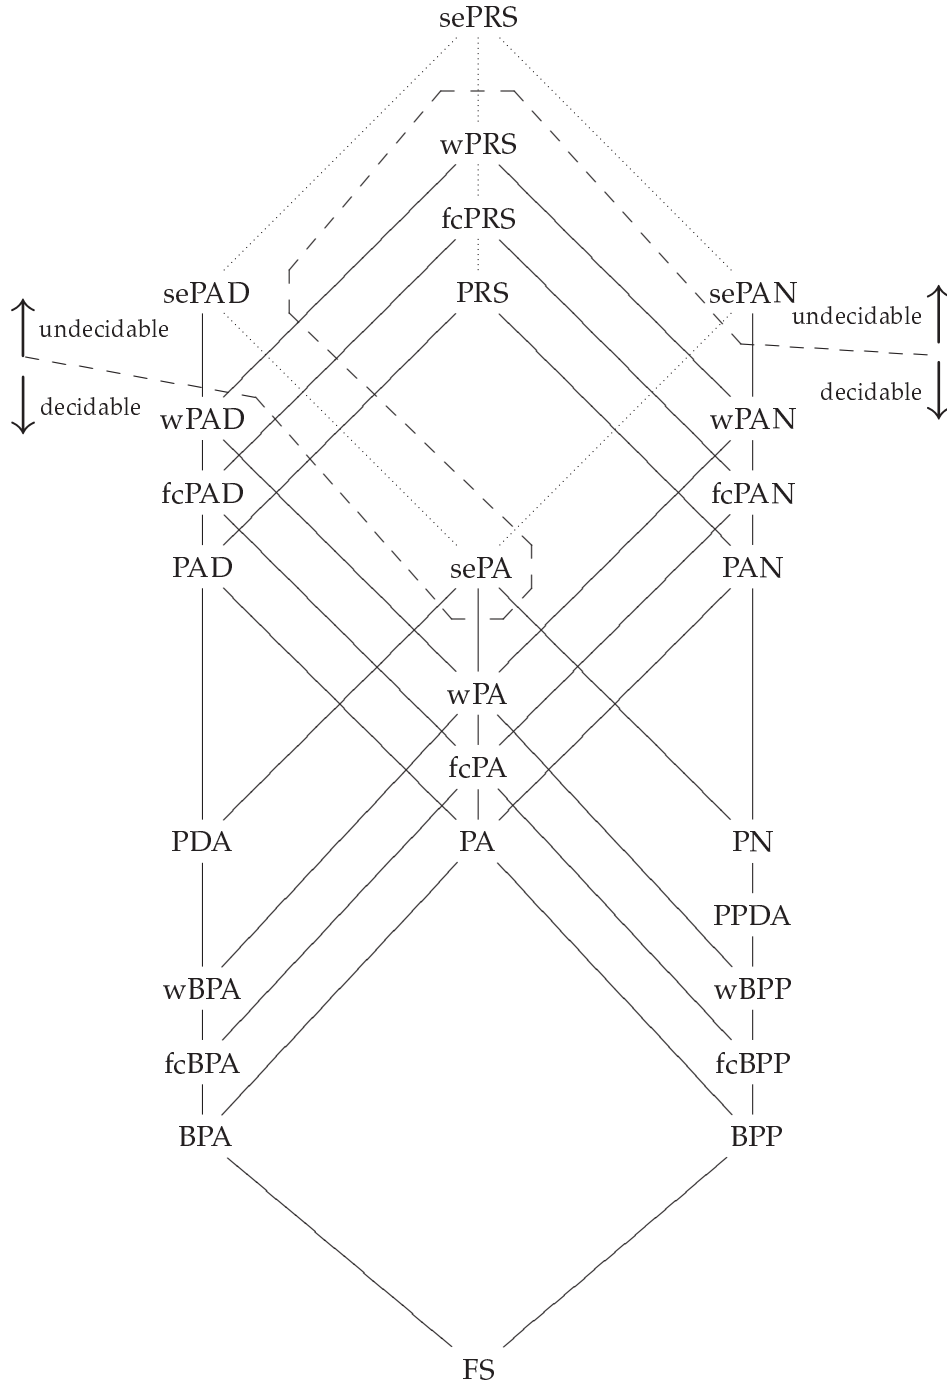 sePRS
wPRS
fcPRS
sePAD PRS sePAN
undecidable undecidable
decidable decidable
wPAD wPAN
fcPAD fcPAN
PAD sePA PAN
wPA
fcPA
PDA PA PN
PPDA
wBPA wBPP
fcBPA fcBPP
BPA BPP
FS